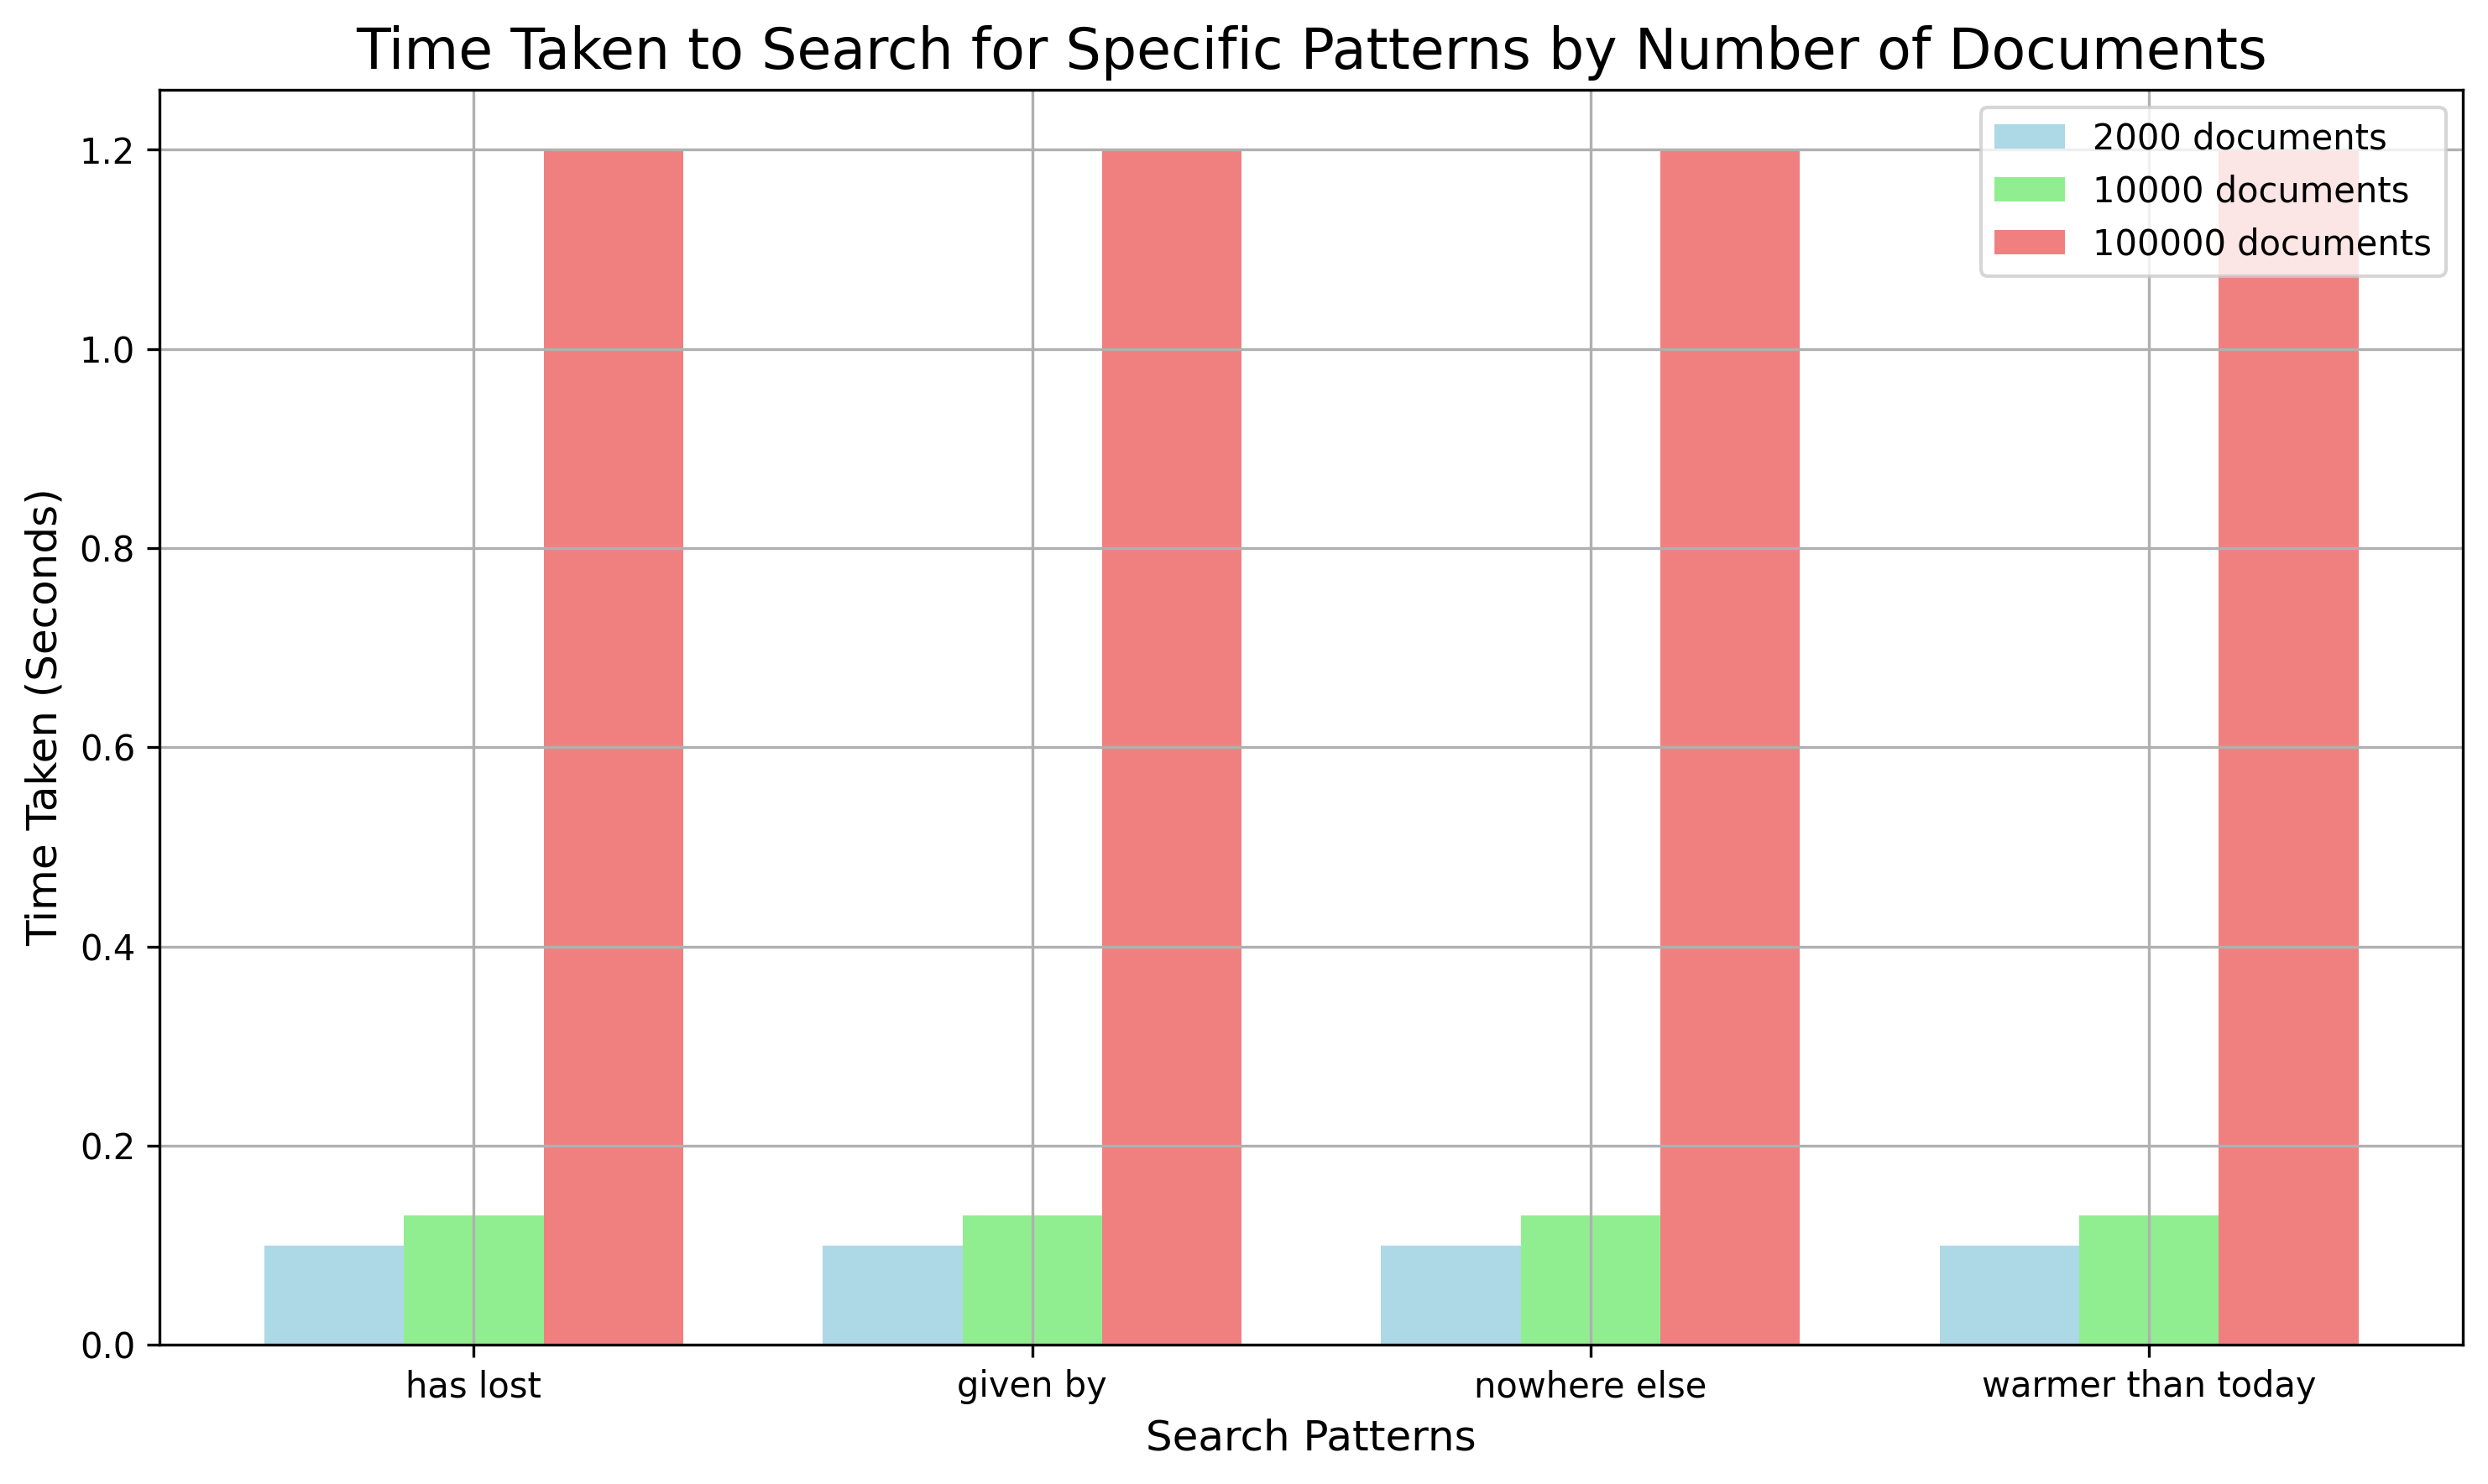 Time Taken to Search for Specific Patterns by Number of Documents
2000 documents
10000 documents
100000 documents
Time Taken (Seconds)
1.2
1.0
0.8
0.6
0.4
0.2
0.0
has lost
given by
nowhere else
warmer than today
Search Patterns